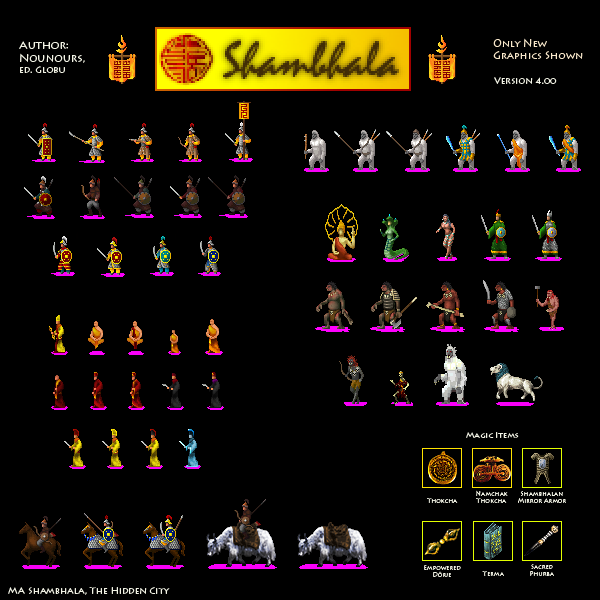 Author:
Nounours,
ed. Globu
Shambhala
Only New
Graphics Shown
Version 4.00
Magic Items
Thokcha
Namchak
Thokcha
Shambhalan
Mirror Armor
Empowered
Dörje
Terma
Sacred
Phurba
MA Shambhala, The Hidden City